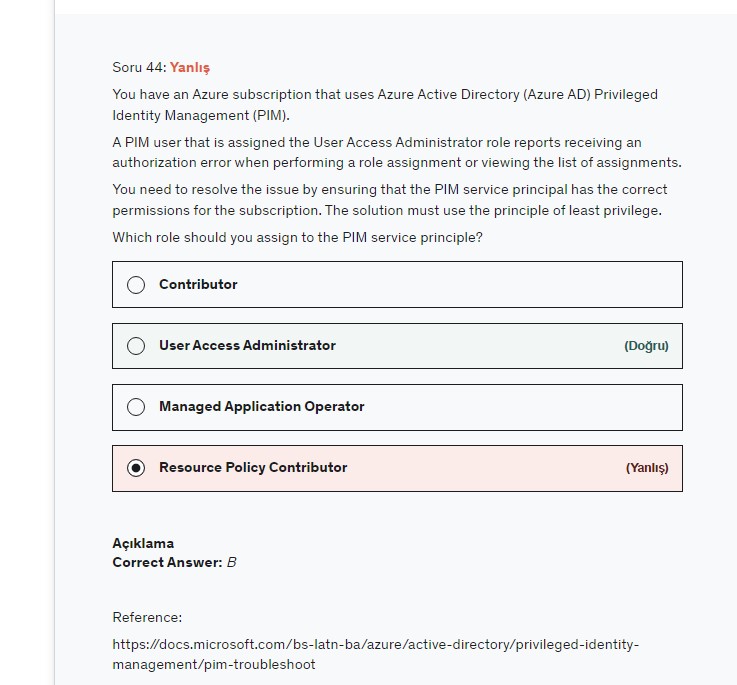 Soru 44: Yanlış
You have an Azure subscription that uses Azure Active Directory (Azure AD) Privileged
Identity Management (PIM).
A PIM user that is assigned the User Access Administrator role reports receiving an
authorization error when performing a role assignment or viewing the list of assignments.
You need to resolve the issue by ensuring that the PIM service principal has the correct
permissions for the subscription. The solution must use the principle of least privilege.
Which role should you assign to the PIM service principle?
Contributor
User Access Administrator (Doğru)
Managed Application Operator
Resource Policy Contributor (Yanlış)
Açıklama
Correct Answer: B
Reference:
https://docs.microsoft.com/bs-latn-ba/azure/active-directory/privileged-identity-
management/pim-troubleshoot